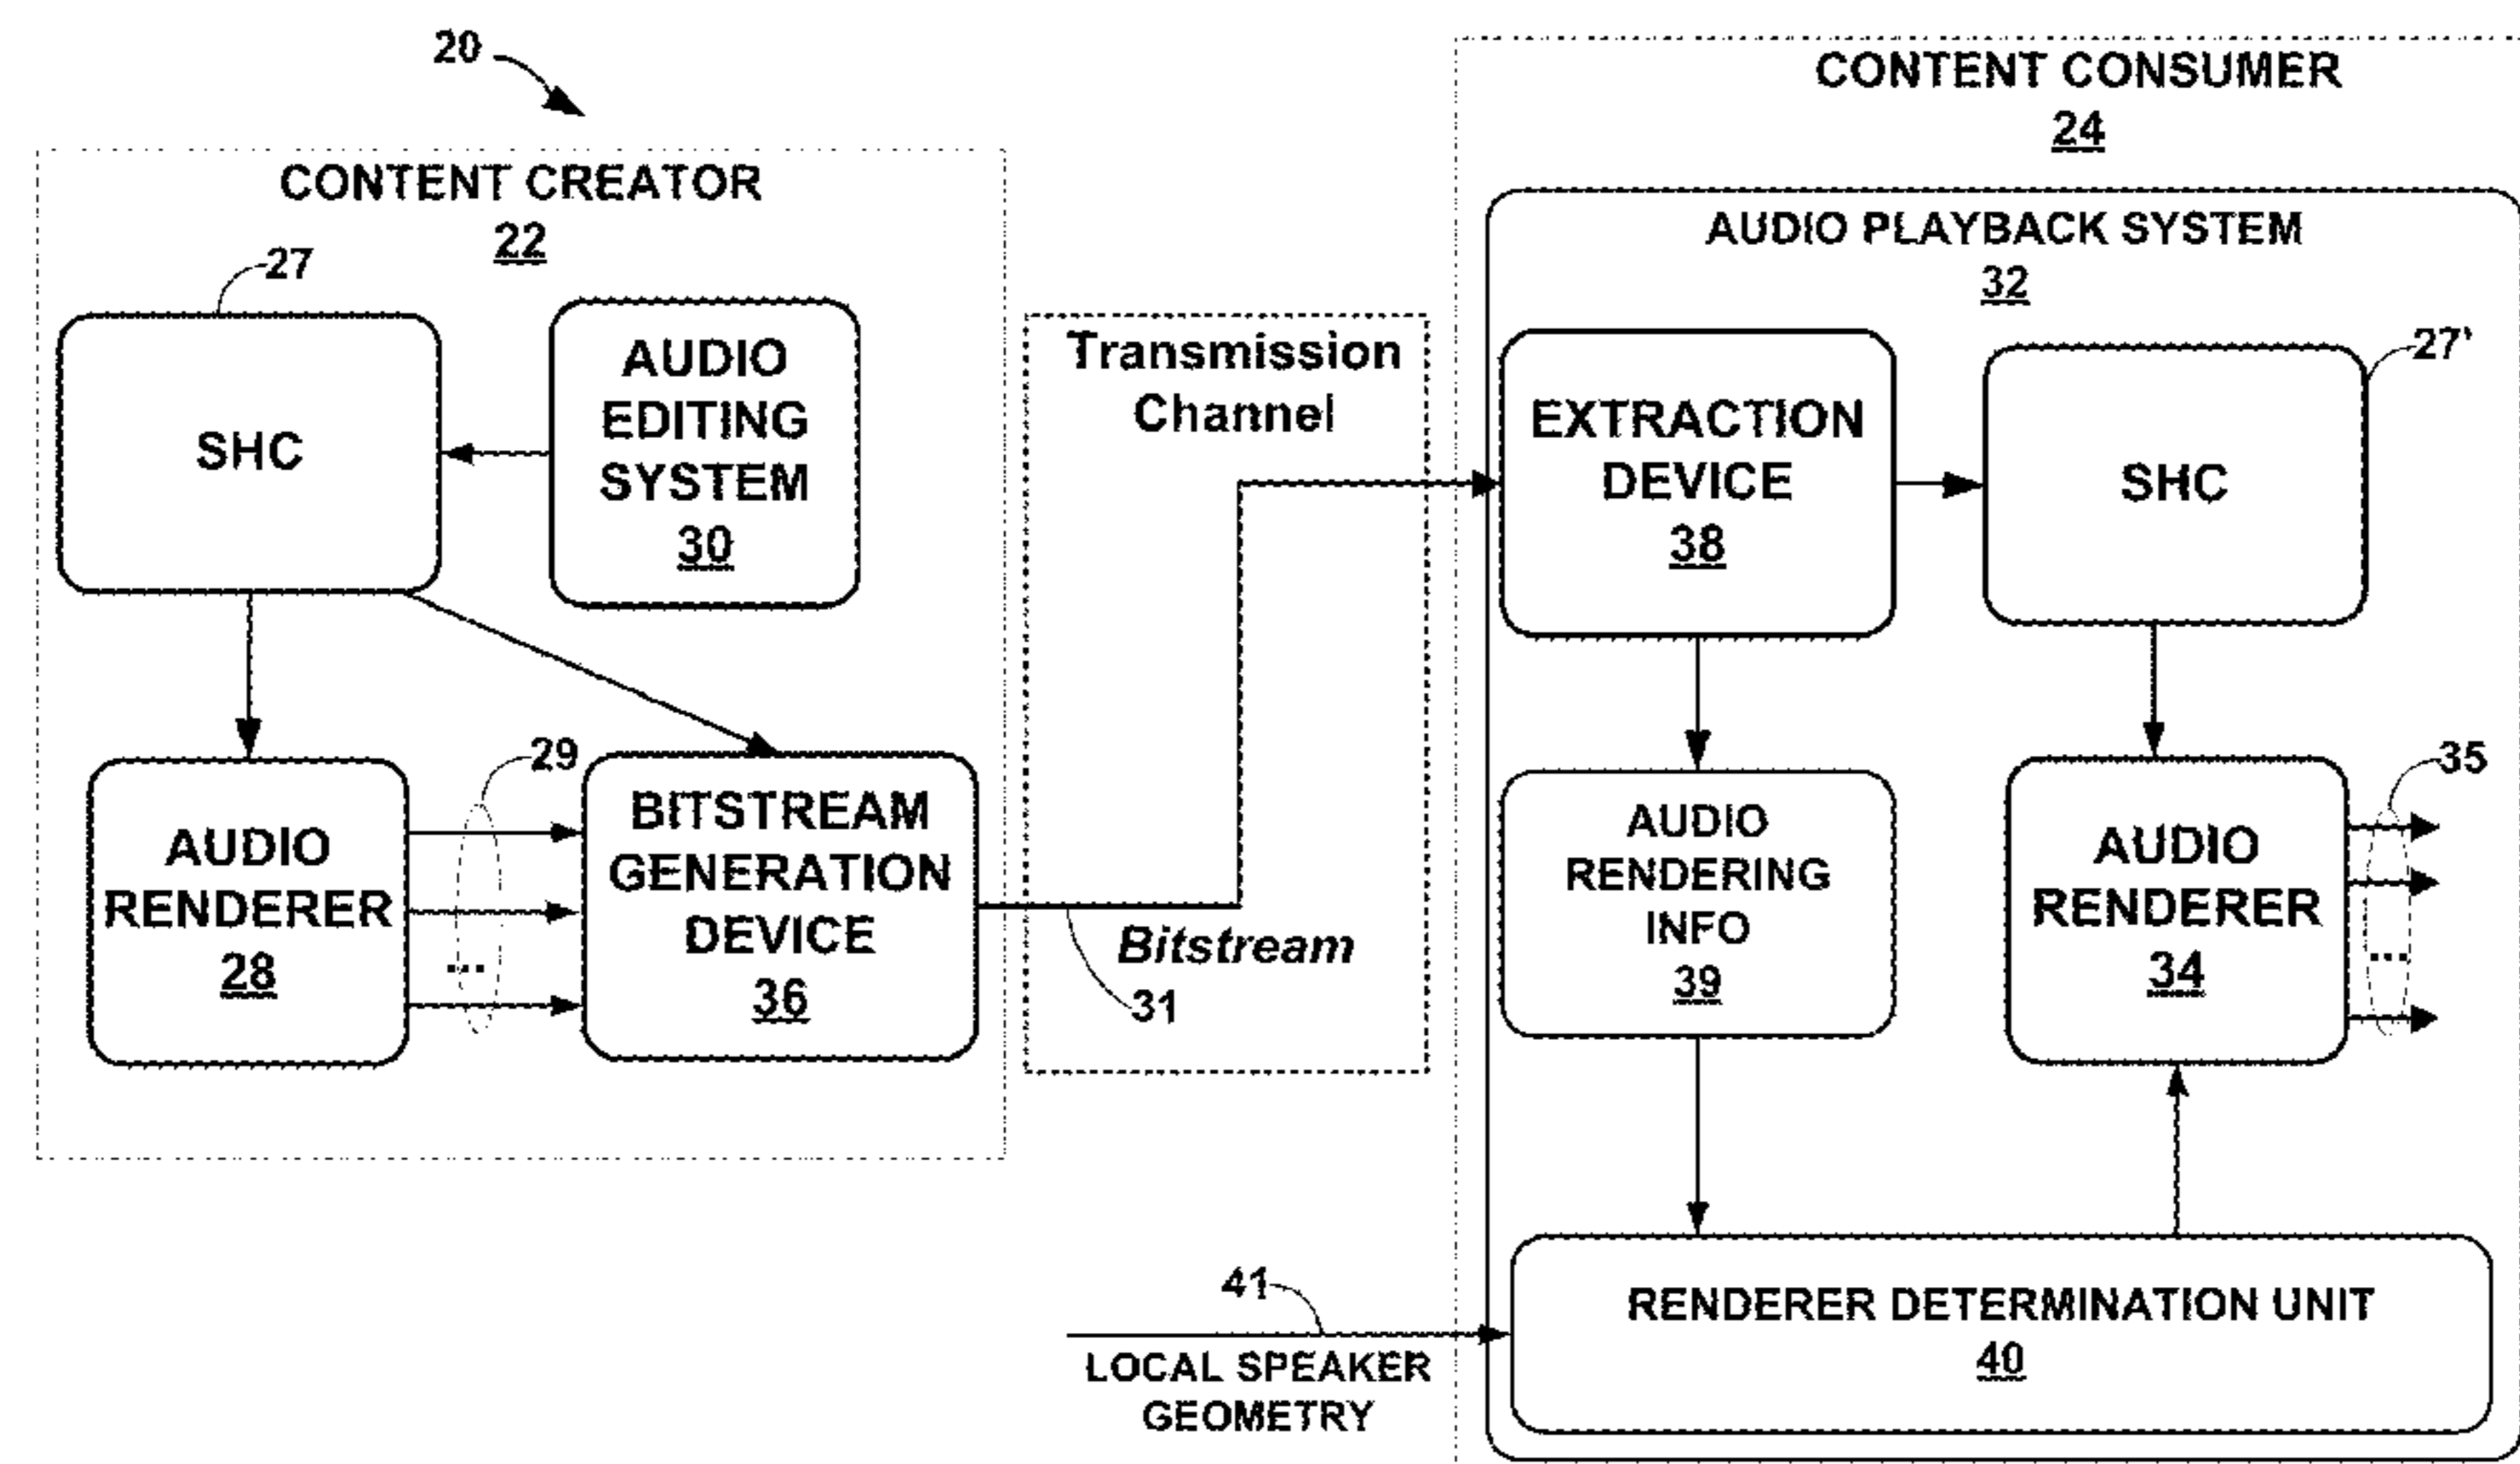 20
CONTENT CREATOR
22
27
SHC
AUDIO
EDITING
SYSTEM
30
AUDIO
RENDERER
28
29
...
BITSTREAM
GENERATION
DEVICE
36
Transmission
Channel
Bitstream
31
CONTENT CONSUMER
24
AUDIO PLAYBACK SYSTEM
32
EXTRACTION
DEVICE
38
27'
SHC
AUDIO
RENDERING
INFO
39
AUDIO
RENDERER
34
35
...
41
LOCAL SPEAKER
GEOMETRY
RENDERER DETERMINATION UNIT
40